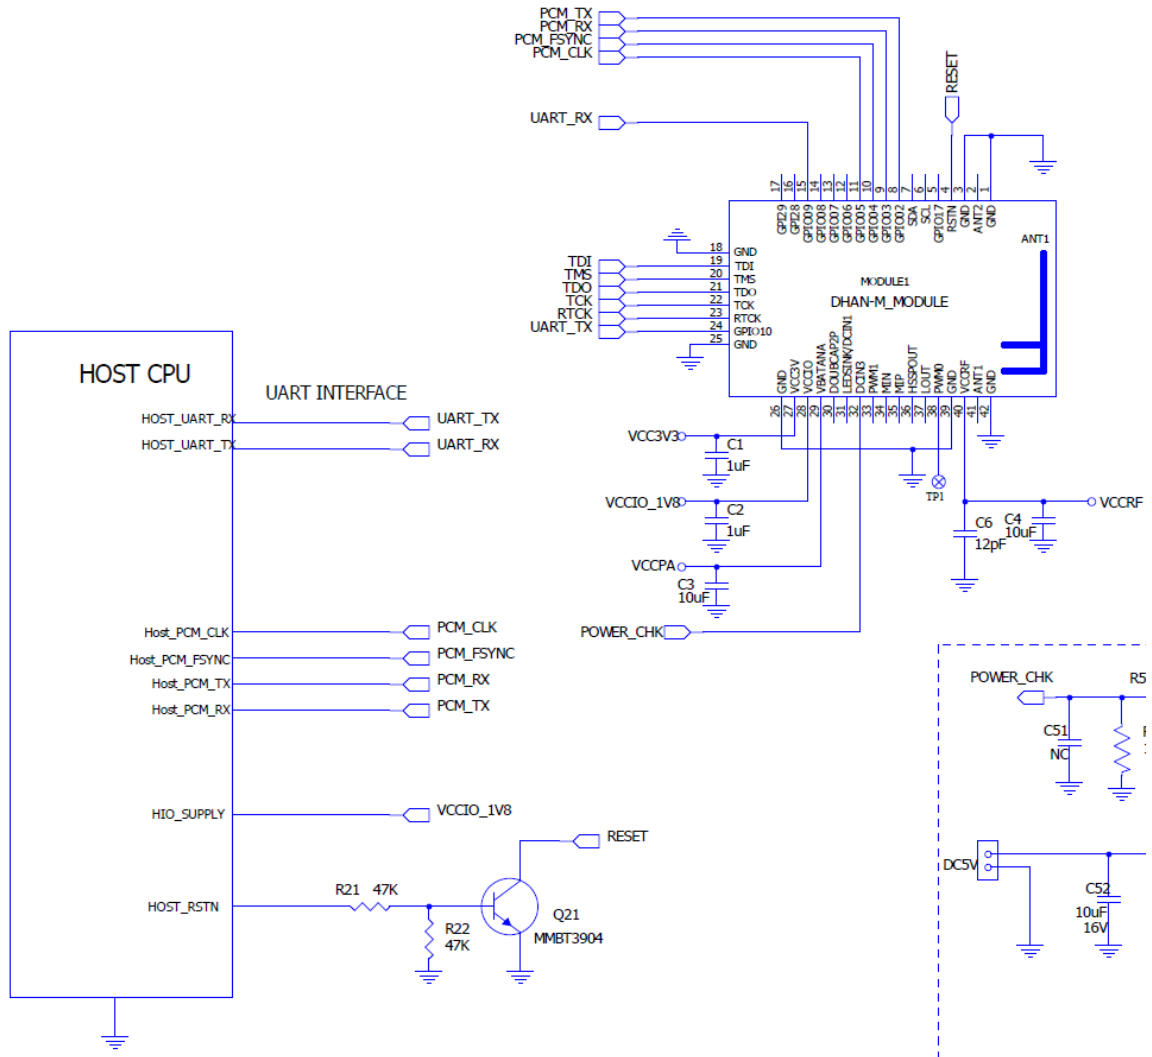 PCM_TX
PCM_RX
PCM_FSYNC
PCM_CLK
RESET
UART_RX
17 16 15 14 13 12 11 10 9 8 7 6 5 4 3 2 1
GPI29 GPI28 GPIO09 GPIO08 GPIO07 GPIO06 GPIO05 GPIO04 GPIO03 GPIO02 SDA SCL GPIO17 RSTN GND ANT2 GND
ANT1
18 GND
TDI 19 TDI
TMS 20 TMS
TDO 21 TDO
TCK 22 TCK
RTCK 23 RTCK
UART_TX 24 GPIO10
25 GND
MODULE1
DHAN-M_MODULE
GND VCC3V VCCIO VBATANA DOUBCAP2P LEDSINK/DCIN1 DCIN3 PWM1 MIN MIP HSSPOUT LOUT PWM0 GND VCCRF ANT1 GND
26 27 28 29 30 31 32 33 34 35 36 37 38 39 40 41 42
HOST CPU
UART INTERFACE
HOST_UART_RX UART_TX
HOST_UART_TX UART_RX
VCC3V3
C1
1uF
VCCIO_1V8
C2
1uF
VCCPA
C3
10uF
TP1
C6
12pF
C4
10uF
VCCRF
POWER_CHK
Host_PCM_CLK PCM_CLK
Host_PCM_FSYNC PCM_FSYNC
Host_PCM_TX PCM_RX
Host_PCM_RX PCM_TX
HIO_SUPPLY VCCIO_1V8
RESET
HOST_RSTN
R21 47K
R22
47K
Q21
MMBT3904
POWER_CHK
C51
NC
DC5V
C52
10uF
16V